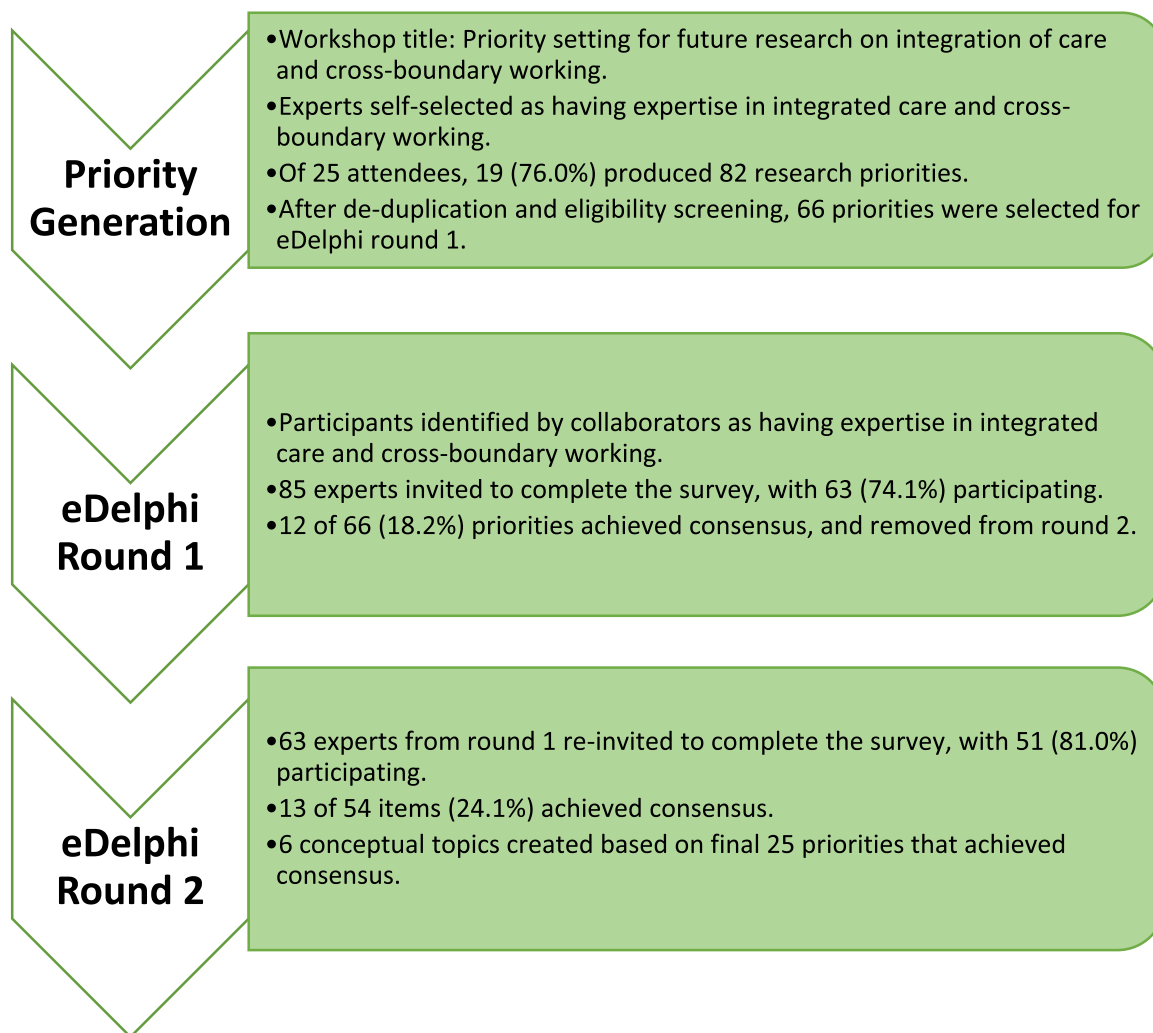 Priority
Generation
•Workshop title: Priority setting for future research on integration of care
and cross-boundary working.
•Experts self-selected as having expertise in integrated care and cross-
boundary working.
•Of 25 attendees, 19 (76.0%) produced 82 research priorities.
•After de-duplication and eligibility screening, 66 priorities were selected for
eDelphi round 1.
eDelphi
Round 1
•Participants identified by collaborators as having expertise in integrated
care and cross-boundary working.
•85 experts invited to complete the survey, with 63 (74.1%) participating.
•12 of 66 (18.2%) priorities achieved consensus, and removed from round 2.
eDelphi
Round 2
•63 experts from round 1 re-invited to complete the survey, with 51 (81.0%)
participating.
•13 of 54 items (24.1%) achieved consensus.
•6 conceptual topics created based on final 25 priorities that achieved
consensus.